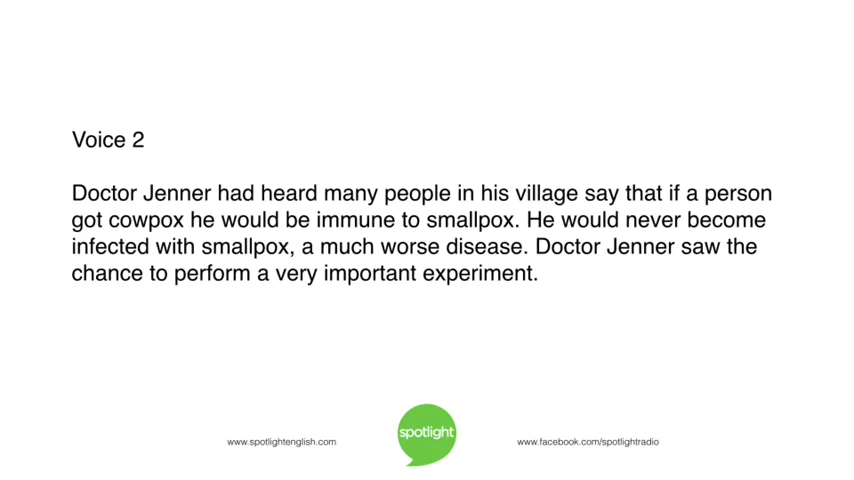 Voice 2
Doctor Jenner had heard many people in his village say that if a person
got cowpox he would be immune to smallpox. He would never become
infected with smallpox, a much worse disease. Doctor Jenner saw the
chance to perform a very important experiment.
www.spotlightenglish.com
spotlight
www.facebook.com/spotlightradio